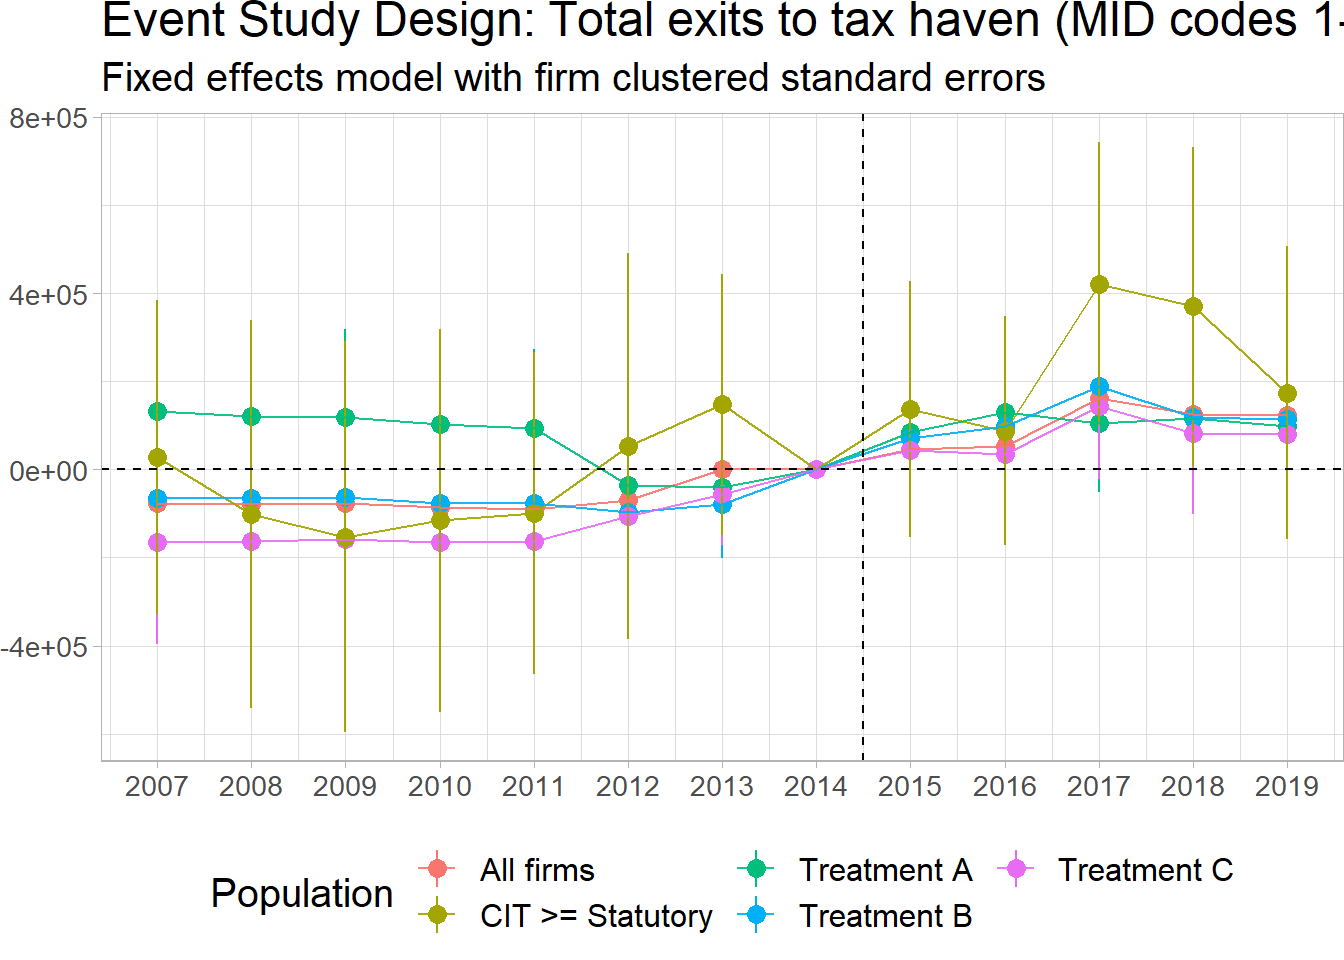 Event Study Design: Total exits to tax haven (MID codes 1-
Fixed effects model with firm clustered standard errors
8e+05
4e+05
0e+00
-4e+05
2007 2008 2009 2010 2011 2012 2013 2014 2015 2016 2017 2018 2019
Population
All firms
CIT >= Statutory
Treatment A
Treatment B
Treatment C